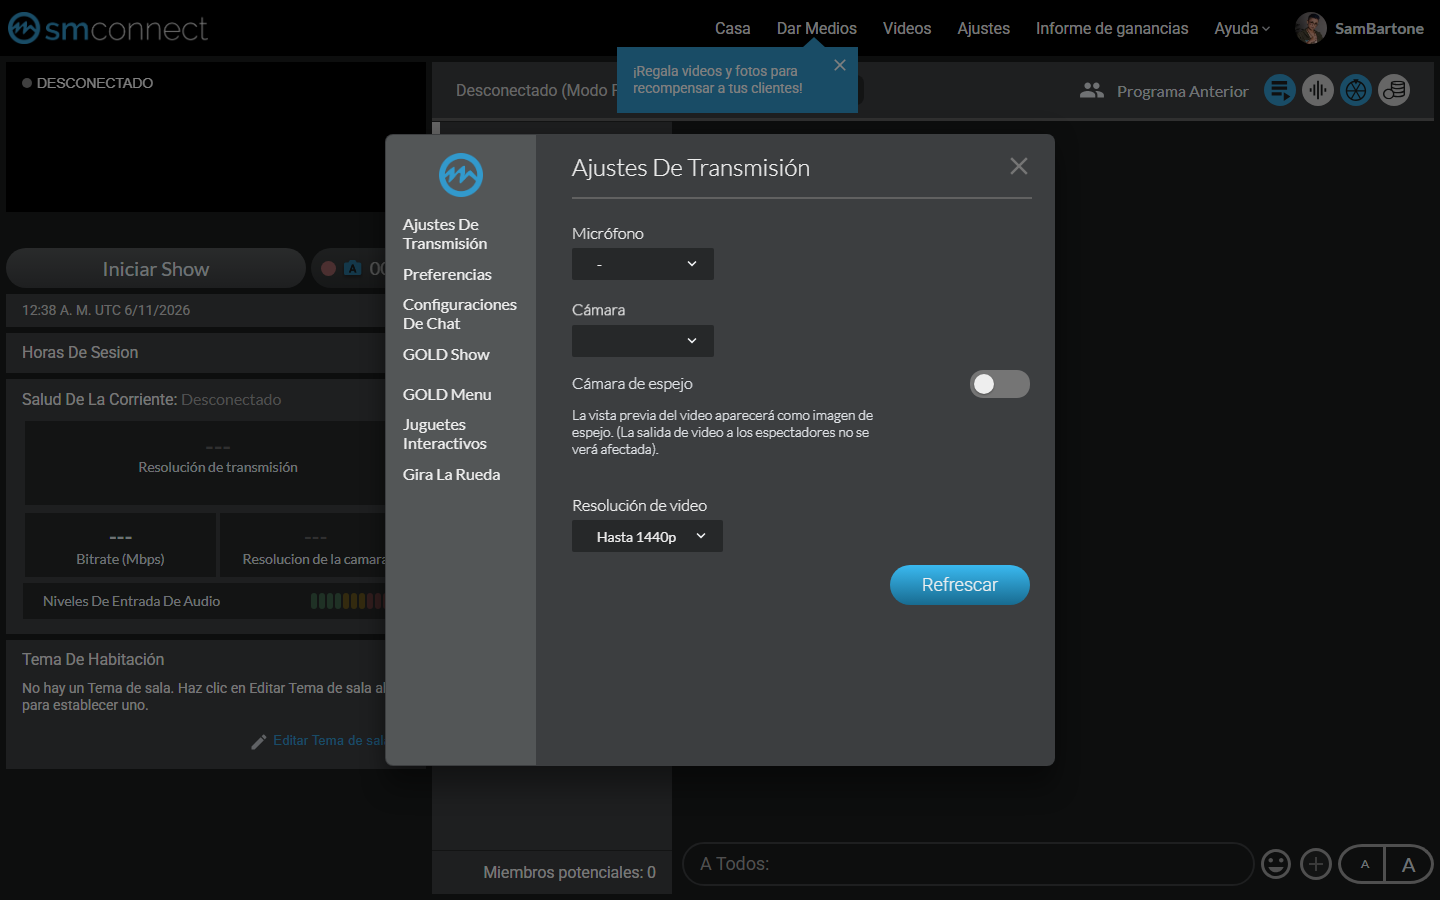 smconnect
Casa
Dar Medios
Videos
Ajustes
Informe de ganancias
Ayuda
SamBartone
DESCONECTADO
¡Regala videos y fotos para
recompensar a tus clientes!
Desconectado (Modo
Programa Anterior
Iniciar Show
A
12:38 A. M. UTC 6/11/2026
Horas De Sesion
Salud De La Corriente: Desconectado
---
Resolución de transmisión
---
Bitrate (Mbps)
---
Resolucion de la camara
Niveles De Entrada De Audio
Tema De Habitación
No hay un Tema de sala. Haz clic en Editar Tema de sala
para establecer uno.
Editar Tema de sala
Ajustes De
Transmisión
Preferencias
Configuraciones
De Chat
GOLD Show
GOLD Menu
Juguetes
Interactivos
Gira La Rueda
Ajustes De Transmisión
Micrófono
-
Cámara
Cámara de espejo
La vista previa del video aparecerá como imagen de
espejo. (La salida de video a los espectadores no se
verá afectada).
Resolución de video
Hasta 1440p
Refrescar
Miembros potenciales: 0
A Todos:
A
A